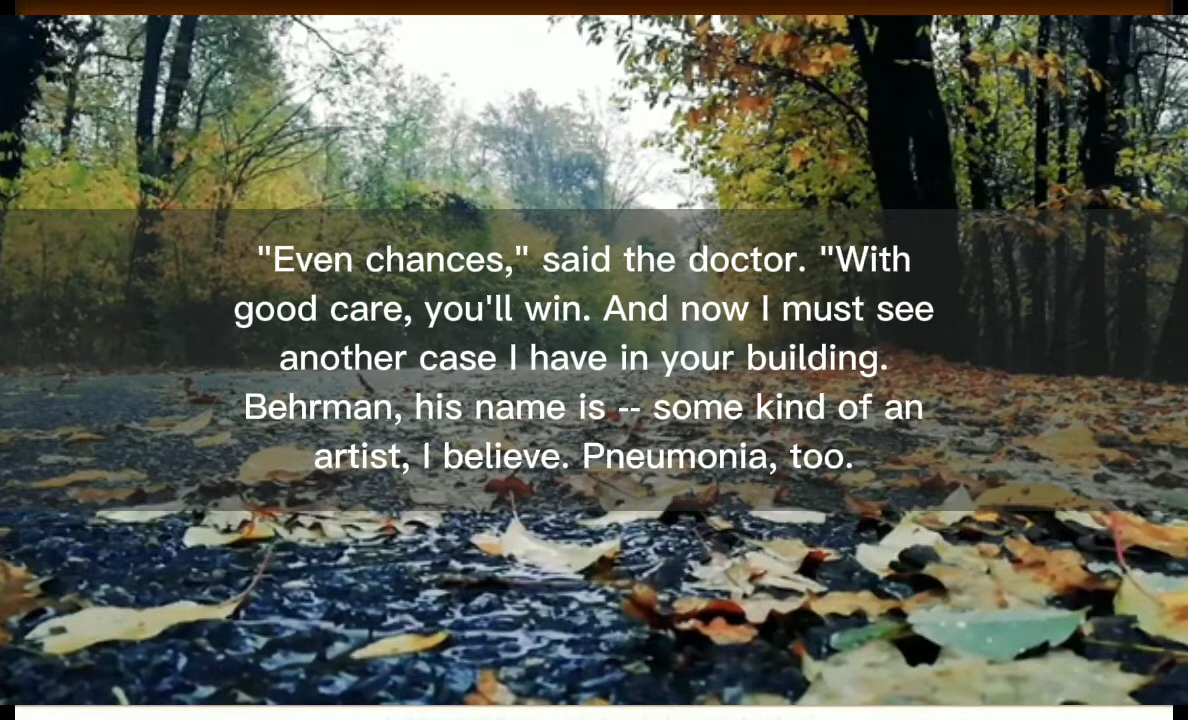 "Even chances," said the doctor. "With
good care, you'll win. And now I must see
another case I have in your building.
Behrman, his name is -- some kind of an
artist, I believe. Pneumonia, too.